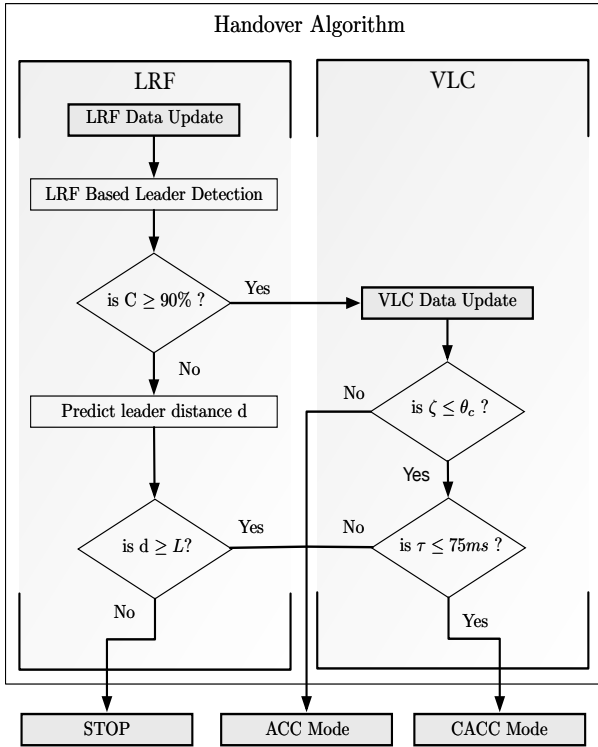 Handover Algorithm
LRF
LRF Data Update
LRF Based Leader Detection
is C ≥ 90% ?
Yes
No
Predict leader distance d
is d ≥ L?
Yes
No
VLC
VLC Data Update
is ζ ≤ θ_c ?
No
Yes
is τ ≤ 75ms ?
No
Yes
STOP
ACC Mode
CACC Mode